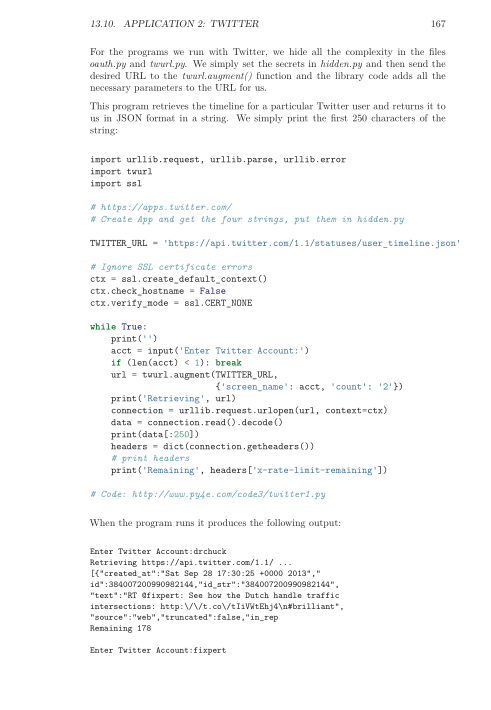 13.10. APPLICATION 2: TWITTER 167
For the programs we run with Twitter, we hide all the complexity in the files
oauth.py and twurl.py. We simply set the secrets in hidden.py and then send the
desired URL to the twurl.augment() function and the library code adds all the
necessary parameters to the URL for us.
This program retrieves the timeline for a particular Twitter user and returns it to
us in JSON format in a string. We simply print the first 250 characters of the
string:
import urllib.request, urllib.parse, urllib.error
import twurl
import ssl
# https://apps.twitter.com/
# Create App and get the four strings, put them in hidden.py
TWITTER_URL = 'https://api.twitter.com/1.1/statuses/user_timeline.json'
# Ignore SSL certificate errors
ctx = ssl.create_default_context()
ctx.check_hostname = False
ctx.verify_mode = ssl.CERT_NONE
while True:
    print('')
    acct = input('Enter Twitter Account:')
    if (len(acct) < 1): break
    url = twurl.augment(TWITTER_URL,
                        {'screen_name': acct, 'count': '2'})
    print('Retrieving', url)
    connection = urllib.request.urlopen(url, context=ctx)
    data = connection.read().decode()
    print(data[:250])
    headers = dict(connection.getheaders())
    # print headers
    print('Remaining', headers['x-rate-limit-remaining'])
# Code: http://www.py4e.com/code3/twitter1.py
When the program runs it produces the following output:
Enter Twitter Account:drchuck
Retrieving https://api.twitter.com/1.1/ ...
[{"created_at":"Sat Sep 28 17:30:25 +0000 2013","
id":384007200990982144,"id_str":"384007200990982144",
"text":"RT @fixpert: See how the Dutch handle traffic
intersections: http:\/\/t.co\/tIiVWtEhj4\n#brilliant",
"source":"web","truncated":false,"in_rep
Remaining 178
Enter Twitter Account:fixpert